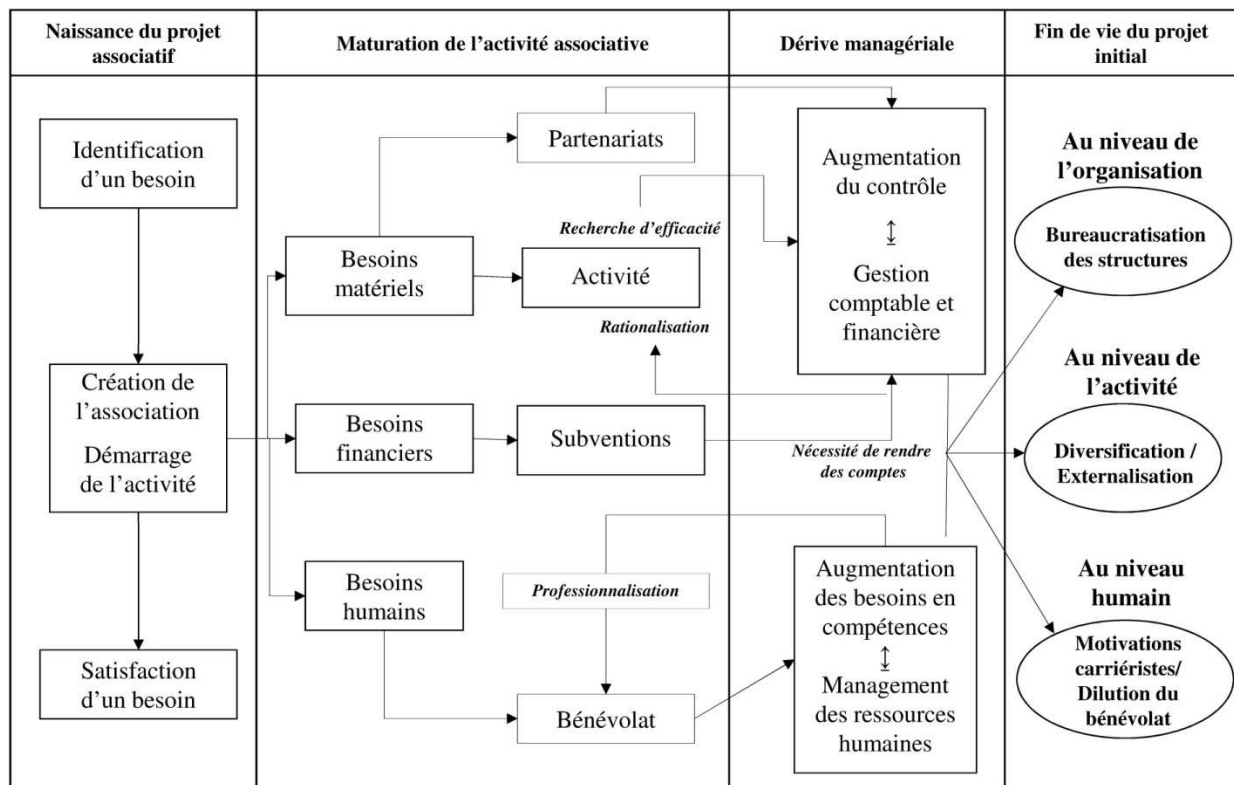 Naissance du projet
associatif
Maturation de l’activité associative
Dérive managériale
Fin de vie du projet
initial
Identification
d’un besoin
Création de
l’association
Démarrage
de l’activité
Satisfaction
d’un besoin
Partenariats
Recherche d’efficacité
Besoins
matériels
Activité
Rationalisation
Besoins
financiers
Subventions
Besoins
humains
Professionnalisation
Bénévolat
Augmentation
du contrôle
Gestion
comptable et
financière
Nécessité de rendre
des comptes
Augmentation
des besoins en
compétences
Management
des ressources
humaines
Au niveau de
l’organisation
Bureaucratisation
des structures
Au niveau de
l’activité
Diversification /
Externalisation
Au niveau
humain
Motivations
carriéristes/
Dilution du
bénévolat